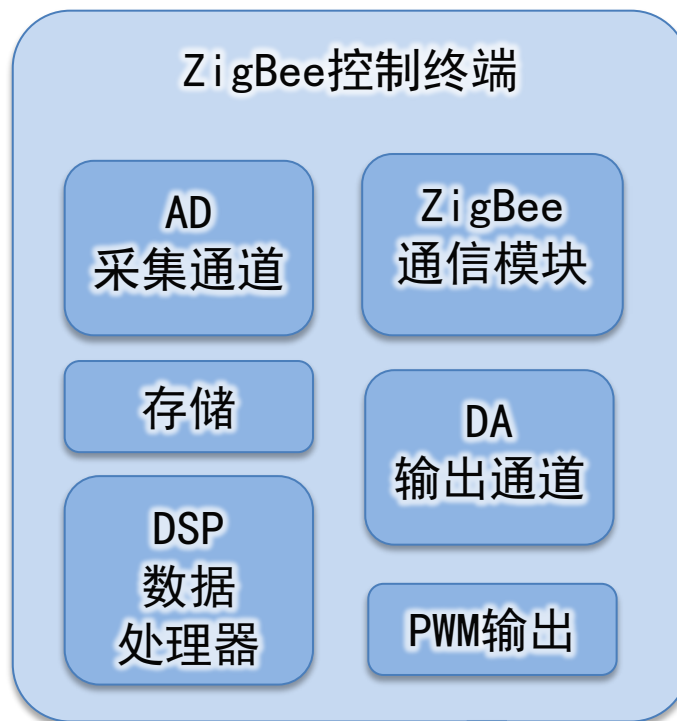 ZigBee控制终端
AD
采集通道
ZigBee
通信模块
存储
DA
输出通道
DSP
数据
处理器
PWM输出